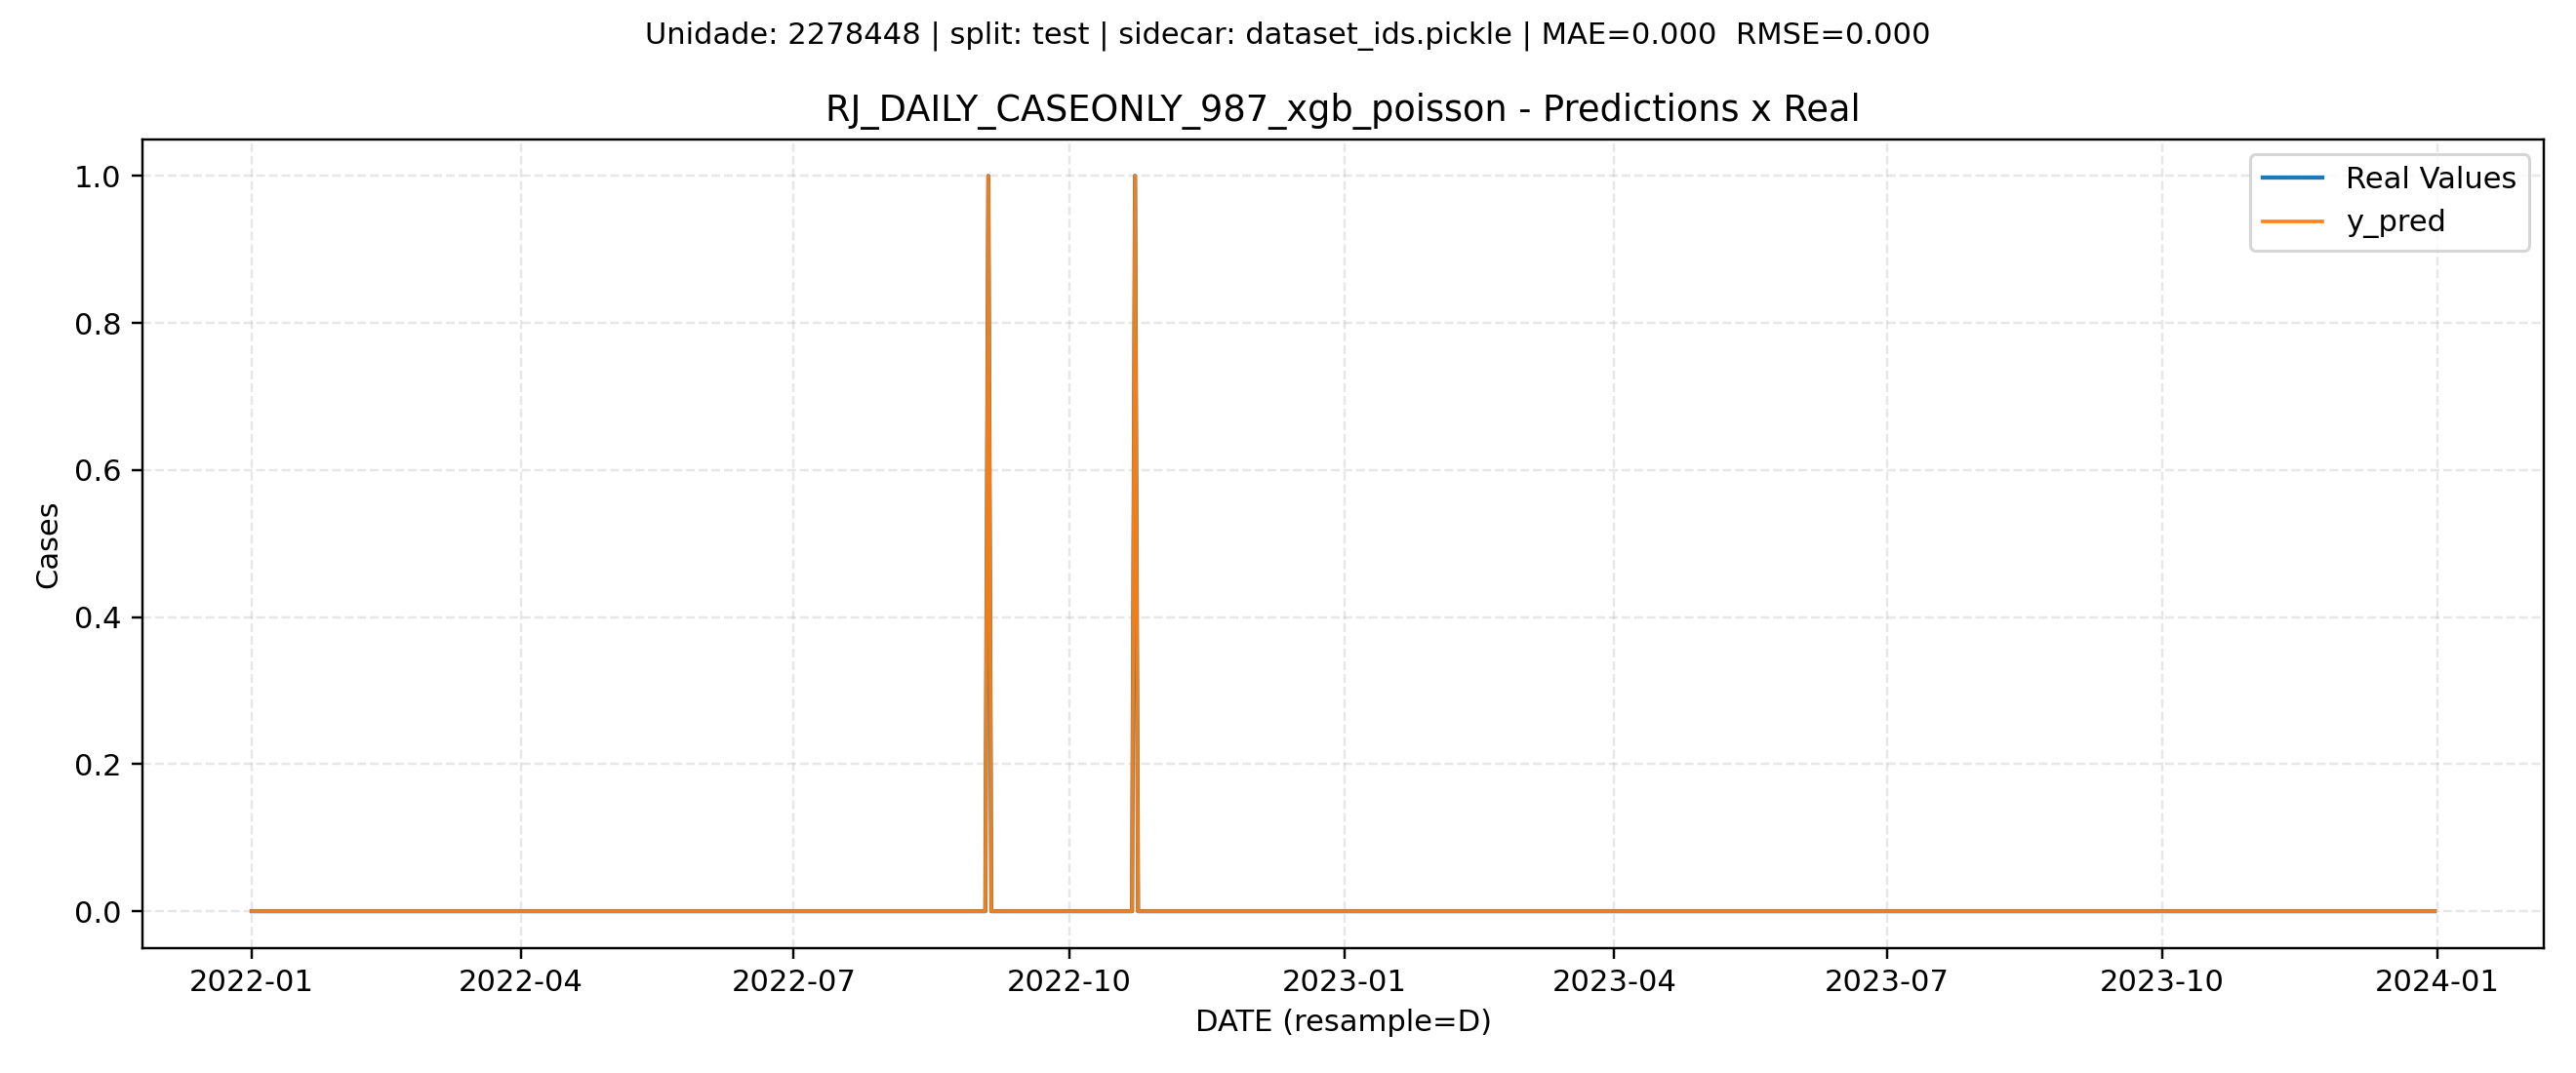 Unidade: 2278448 | split: test | sidecar: dataset_ids.pickle | MAE=0.000  RMSE=0.000
RJ_DAILY_CASEONLY_987_xgb_poisson - Predictions x Real
Real Values
y_pred
Cases
1.0
0.8
0.6
0.4
0.2
0.0
2022-01 2022-04 2022-07 2022-10 2023-01 2023-04 2023-07 2023-10 2024-01
DATE (resample=D)